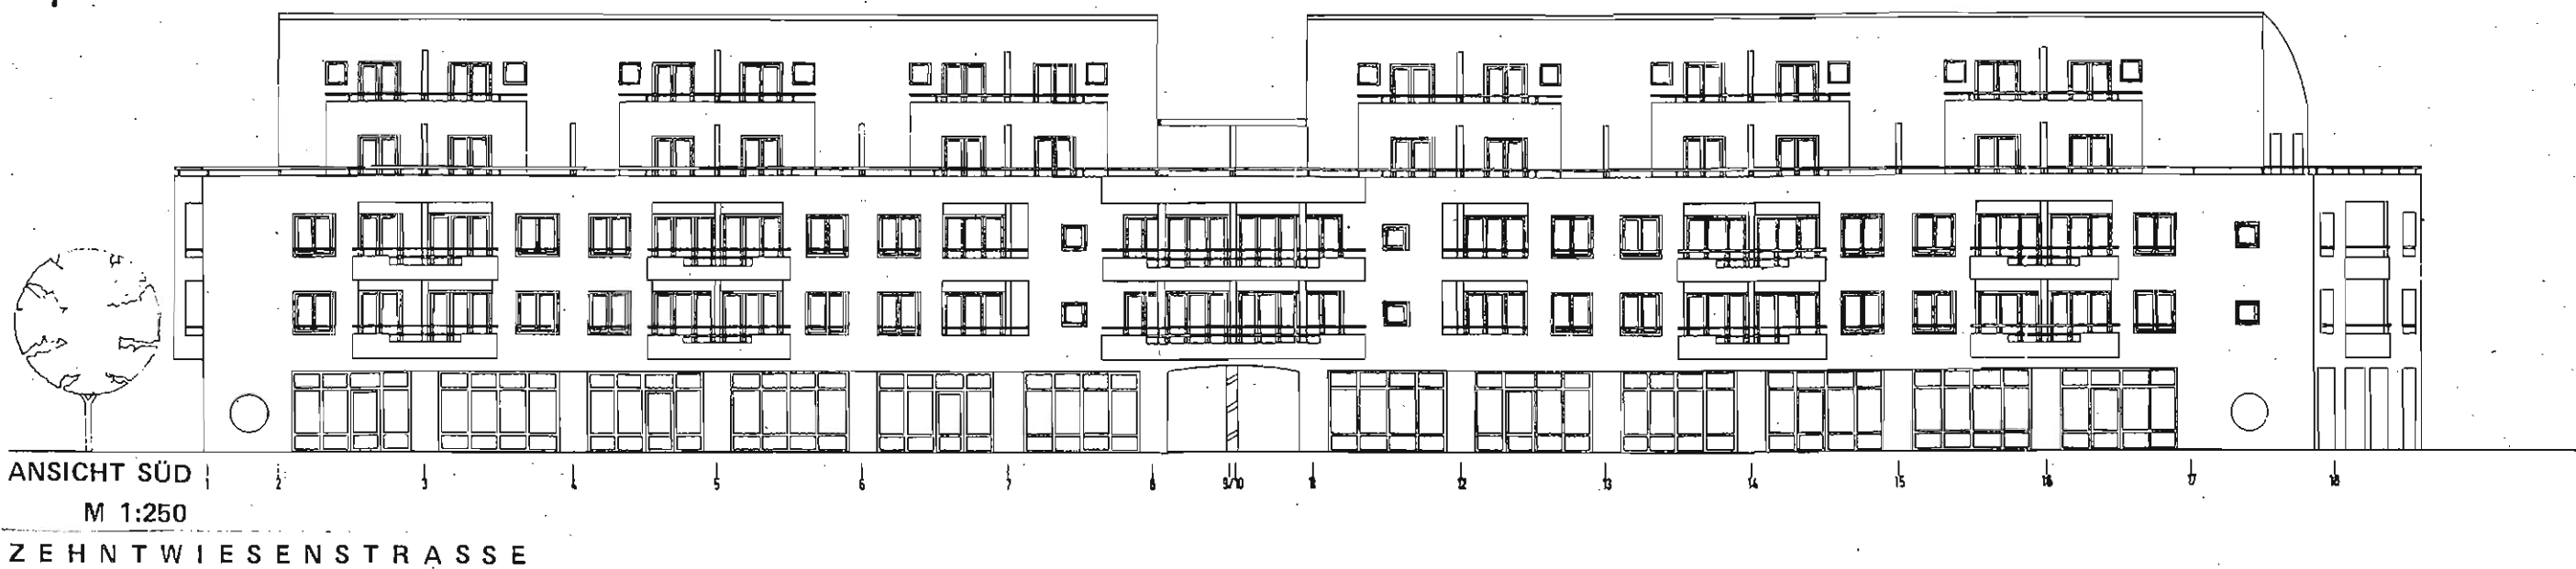 ANSICHT SÜD
1 2 3 4 5 6 7 8 9/10 11 12 13 14 15 16 17 18
M 1:250
ZEHNTWIESENSTRASSE